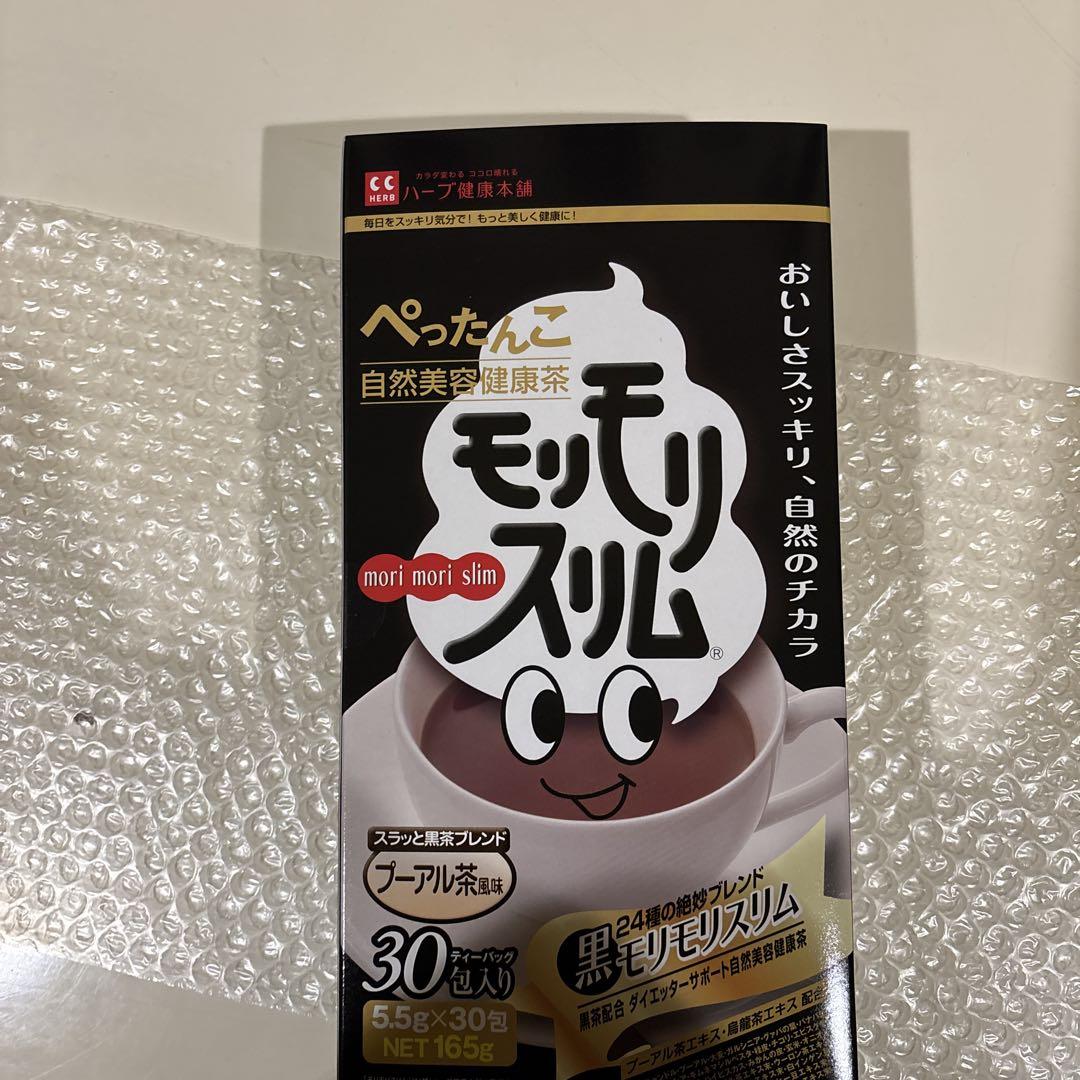 カラダ変わる ココロ晴れる
CC
HERB
ハーブ健康本舗
毎日をスッキリ気分で! もっと美しく健康に!
おいしさスッキリ、自然のチカラ
ぺったんこ
自然美容健康茶
モリモリ
スリム®
mori mori slim
スラッと黒茶ブレンド
プーアル茶風味
30ティーバッグ包入り
5.5g×30包
NET 165g
24種の絶妙ブレンド
黒モリモリスリム
黒茶配合 ダイエッターサポート自然美容健康茶
プーアル茶エキス・烏龍茶エキス 配合